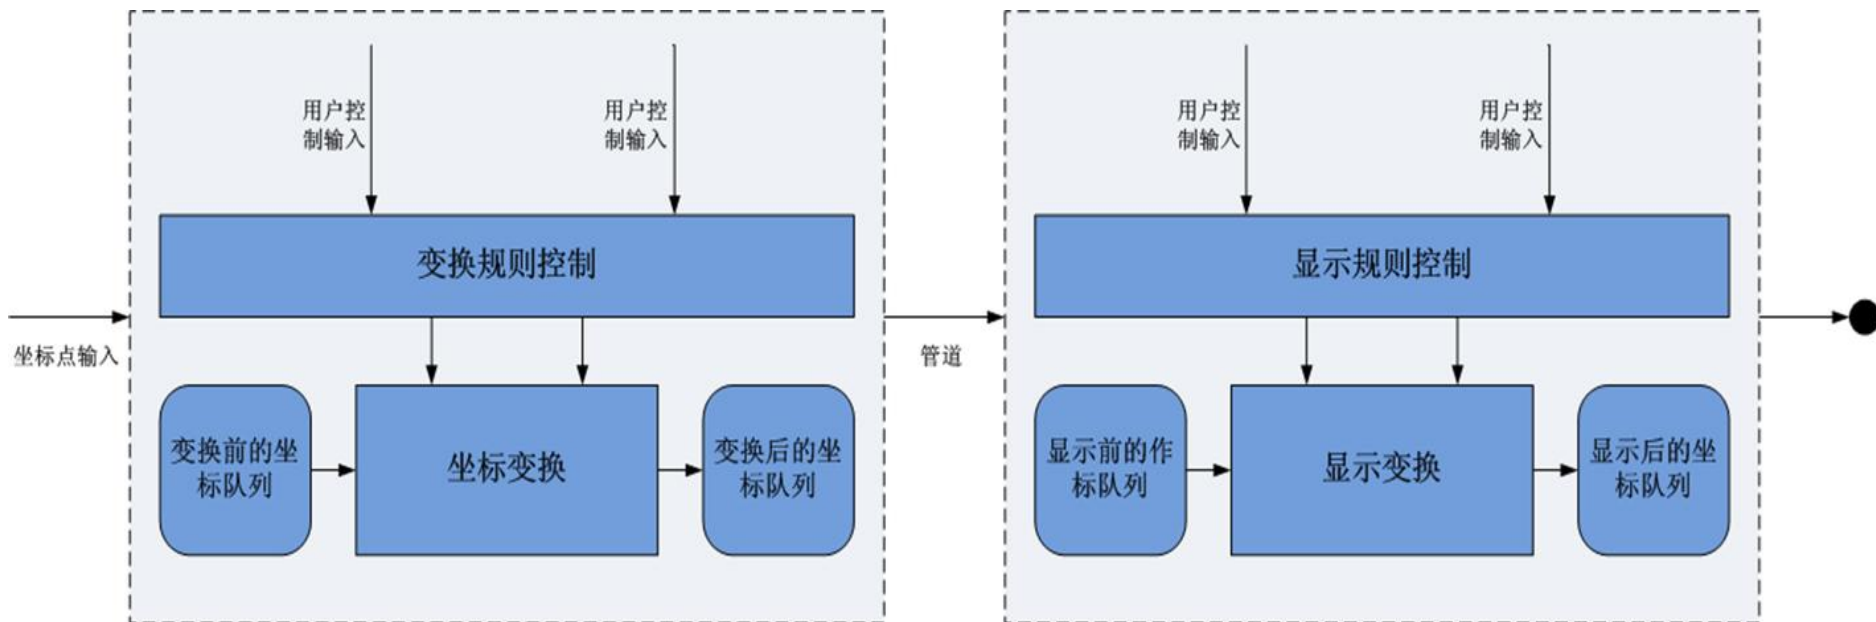 用户控
制输入
用户控
制输入
变换规则控制
坐标点输入
变换前的坐
标队列
坐标变换
变换后的坐
标队列
管道
用户控
制输入
用户控
制输入
显示规则控制
显示前的作
标队列
显示变换
显示后的坐
标队列